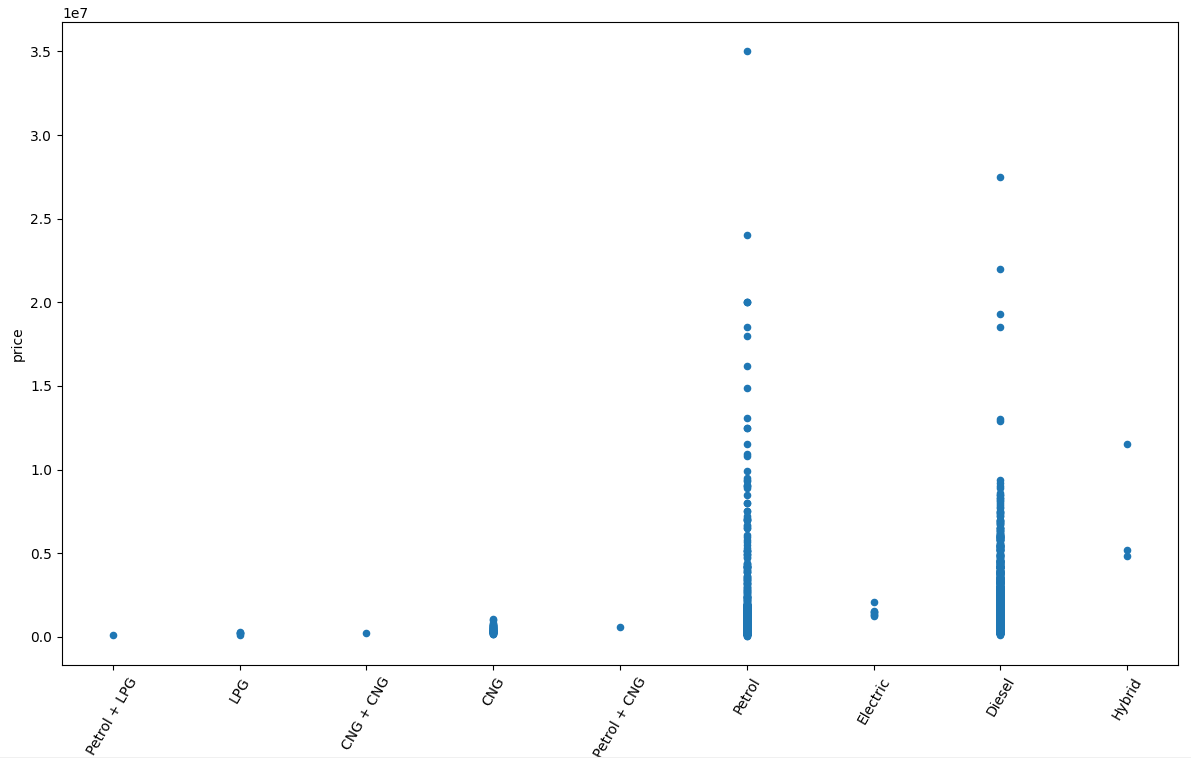 1e7
3.5
3.0
2.5
2.0
1.5
1.0
0.5
0.0
price
Petrol + LPG
LPG
CNG + CNG
CNG
Petrol + CNG
Petrol
Electric
Diesel
Hybrid